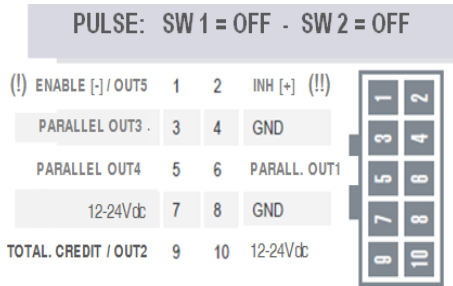 PULSE: SW 1 = OFF - SW 2 = OFF
(!) ENABLE [-] / OUT5 1 2 INH [+] (!!)
PARALLEL OUT3 . 3 4 GND
PARALLEL OUT4 5 6 PARALL. OUT1
12-24Vdc 7 8 GND
TOTAL. CREDIT / OUT2 9 10 12-24Vdc
1 2
3 4
5 6
7 8
9 10